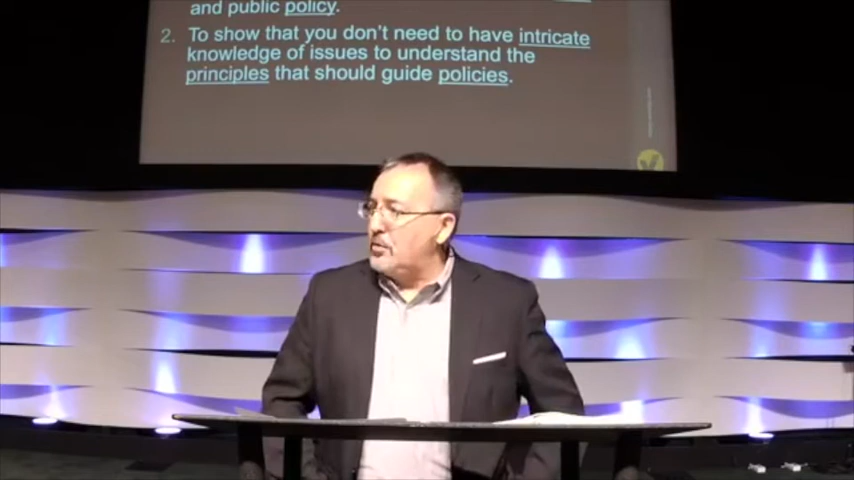 and public policy.
2. To show that you don't need to have intricate
knowledge of issues to understand the
principles that should guide policies.